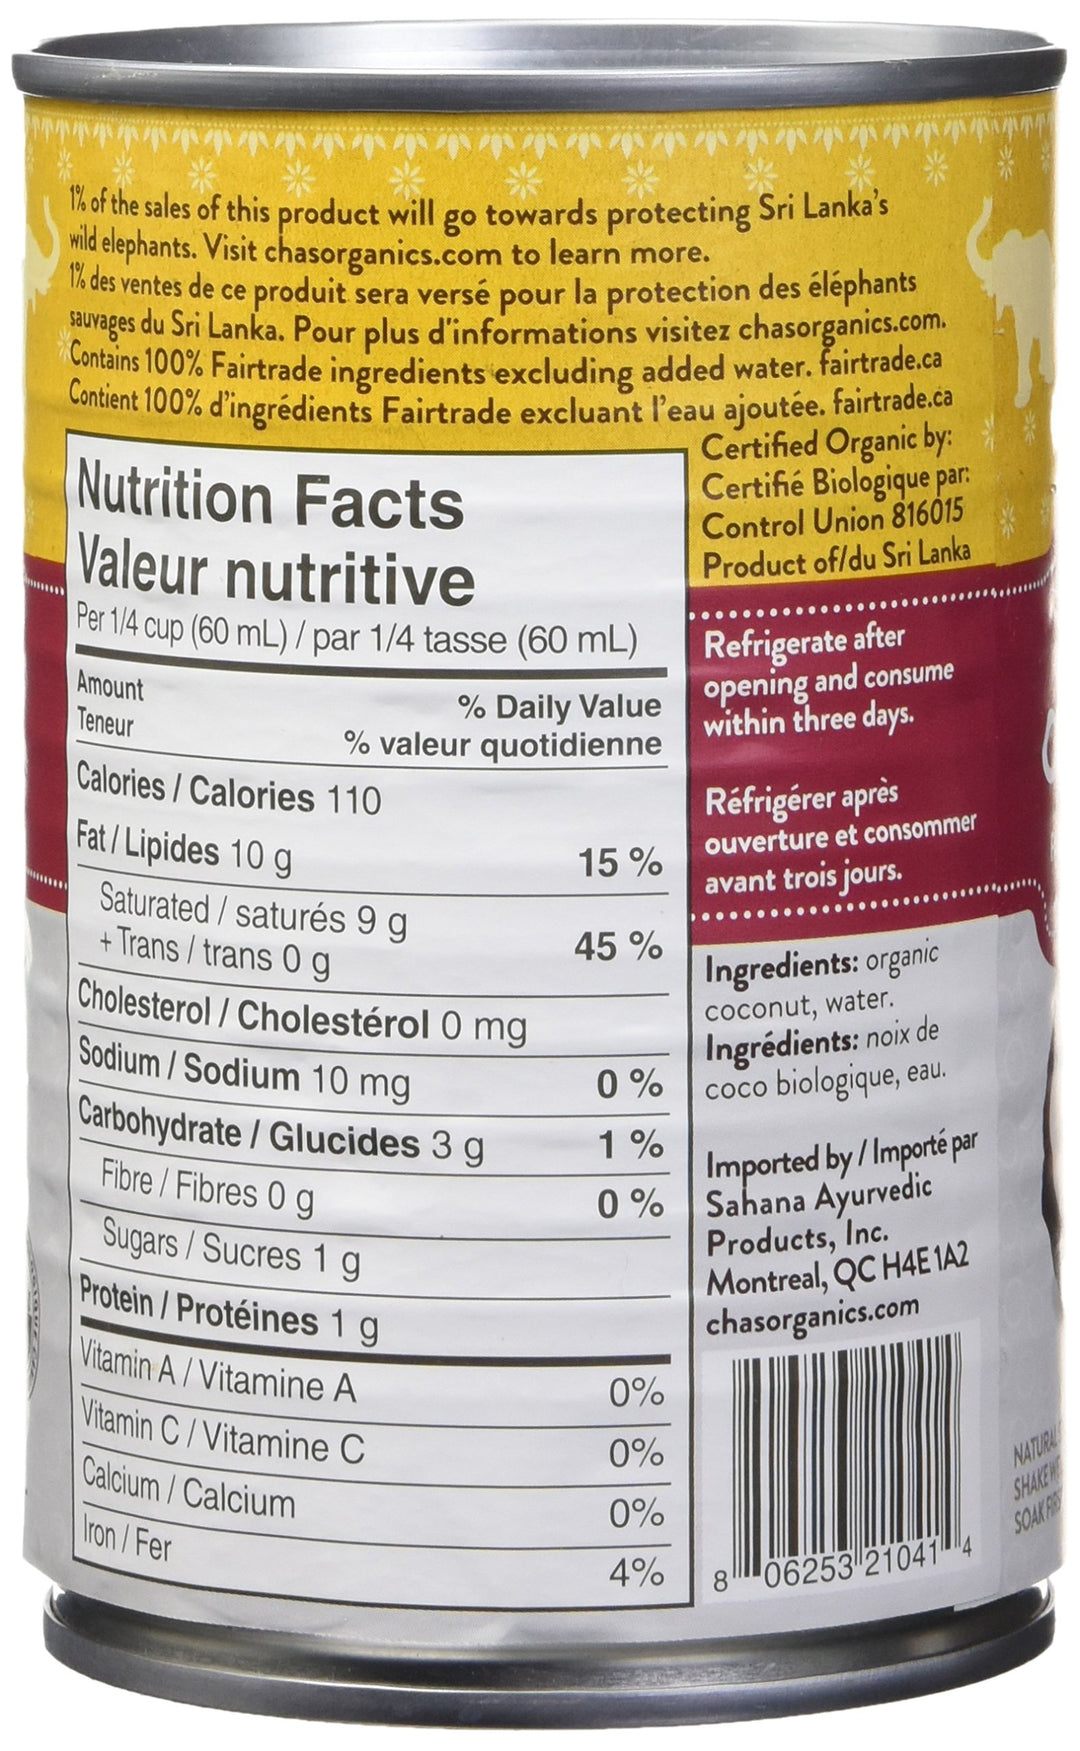 1% of the sales of this product will go towards protecting Sri Lanka's
wild elephants. Visit chasorganics.com to learn more.
1% des ventes de ce produit sera versé pour la protection des éléphants
sauvages du Sri Lanka. Pour plus d'informations visitez chasorganics.com.
*Contains 100% Fairtrade ingredients excluding added water. fairtrade.ca
Contient 100% d'ingrédients Fairtrade excluant l'eau ajoutée. fairtrade.ca
Certified Organic by:
Certifié Biologique par:
Control Union 816015
Product of/du Sri Lanka
Nutrition Facts
Valeur nutritive
Per 1/4 cup (60 mL) / par 1/4 tasse (60 mL)
Amount % Daily Value
Teneur % valeur quotidienne
Calories / Calories 110
Fat / Lipides 10 g 15 %
Saturated / saturés 9 g
+ Trans / trans 0 g 45 %
Cholesterol / Cholestérol 0 mg
Sodium / Sodium 10 mg 0 %
Carbohydrate / Glucides 3 g 1 %
Fibre / Fibres 0 g 0 %
Sugars / Sucres 1 g
Protein / Protéines 1 g
Vitamin A / Vitamine A 0%
Vitamin C / Vitamine C 0%
Calcium / Calcium 0%
Iron / Fer 4%
Refrigerate after
opening and consume
within three days.
Réfrigérer après
ouverture et consommer
avant trois jours.
Ingredients: organic
coconut, water.
Ingrédients: noix de
coco biologique, eau.
Imported by / Importé par
Sahana Ayurvedic
Products, Inc.
Montreal, QC H4E 1A2
chasorganics.com
8 06253 21041 4
NATURAL
SHAKE
SOAK